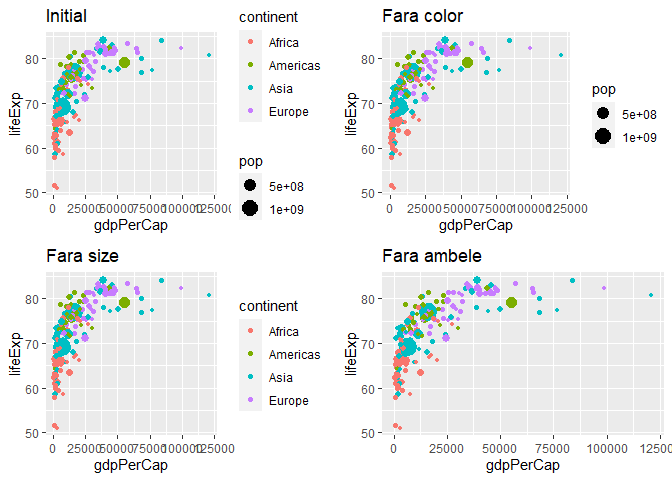 Initial
85
80
70
60
50
lifeExp
0 25000 50000 75000 100000 125000
gdpPerCap
continent
Africa
Americas
Asia
Europe
pop
5e+08
1e+09
Fara color
80
70
60
50
lifeExp
0 25000 50000 75000 100000 125000
gdpPerCap
pop
5e+08
1e+09
Fara size
80
70
60
50
lifeExp
0 25000 50000 75000 100000 125000
gdpPerCap
continent
Africa
Americas
Asia
Europe
Fara ambele
80
70
60
50
lifeExp
0 25000 50000 75000 100000 125000
gdpPerCap